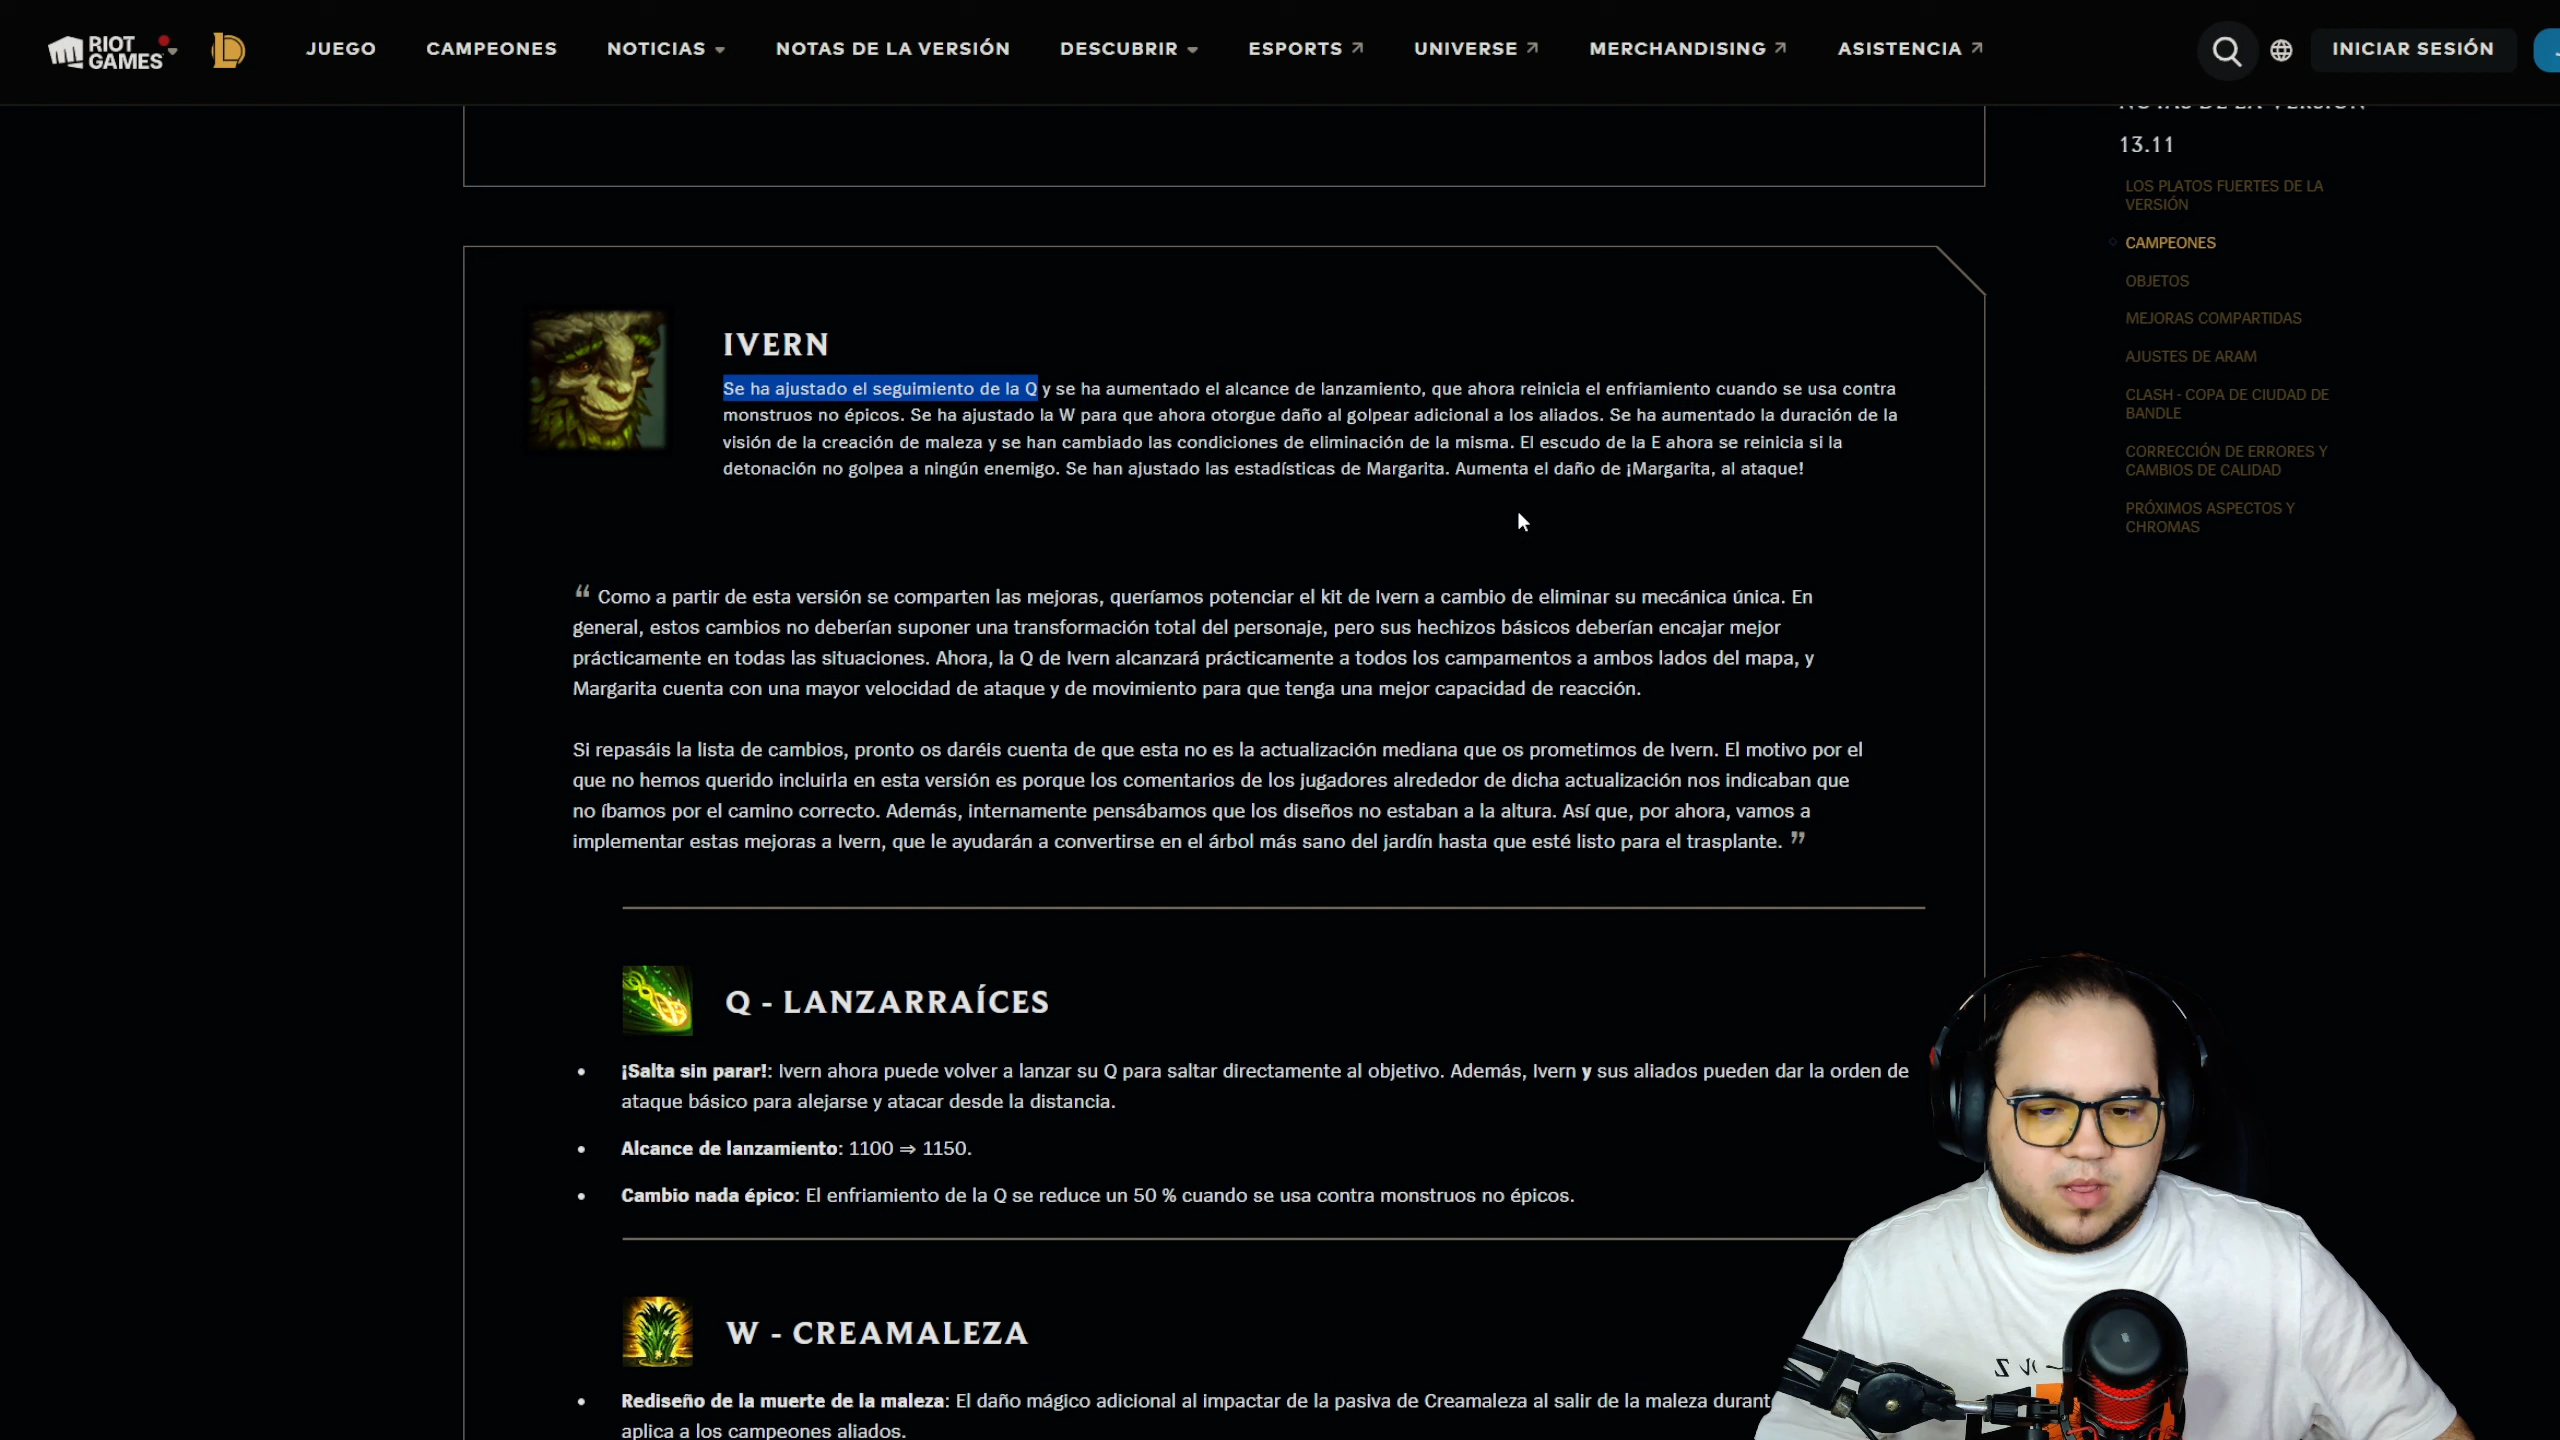 RIOT GAMES
JUEGO CAMPEONES NOTICIAS NOTAS DE LA VERSIÓN DESCUBRIR ESPORTS UNIVERSE MERCHANDISING ASISTENCIA INICIAR SESIÓN
NOTAS DE LA VERSIÓN
13.11
LOS PLATOS FUERTES DE LA
VERSIÓN
CAMPEONES
OBJETOS
MEJORAS COMPARTIDAS
AJUSTES DE ARAM
CLASH - COPA DE CIUDAD DE
BANDLE
CORRECCIÓN DE ERRORES Y
CAMBIOS DE CALIDAD
PRÓXIMOS ASPECTOS Y
CHROMAS
IVERN
Se ha ajustado el seguimiento de la Q y se ha aumentado el alcance de lanzamiento, que ahora reinicia el enfriamiento cuando se usa contra
monstruos no épicos. Se ha ajustado la W para que ahora otorgue daño al golpear adicional a los aliados. Se ha aumentado la duración de la
visión de la creación de maleza y se han cambiado las condiciones de eliminación de la misma. El escudo de la E ahora se reinicia si la
detonación no golpea a ningún enemigo. Se han ajustado las estadísticas de Margarita. Aumenta el daño de ¡Margarita, al ataque!
“ Como a partir de esta versión se comparten las mejoras, queríamos potenciar el kit de Ivern a cambio de eliminar su mecánica única. En
general, estos cambios no deberían suponer una transformación total del personaje, pero sus hechizos básicos deberían encajar mejor
prácticamente en todas las situaciones. Ahora, la Q de Ivern alcanzará prácticamente a todos los campamentos a ambos lados del mapa, y
Margarita cuenta con una mayor velocidad de ataque y de movimiento para que tenga una mejor capacidad de reacción.
Si repasáis la lista de cambios, pronto os daréis cuenta de que esta no es la actualización mediana que os prometimos de Ivern. El motivo por el
que no hemos querido incluirla en esta versión es porque los comentarios de los jugadores alrededor de dicha actualización nos indicaban que
no íbamos por el camino correcto. Además, internamente pensábamos que los diseños no estaban a la altura. Así que, por ahora, vamos a
implementar estas mejoras a Ivern, que le ayudarán a convertirse en el árbol más sano del jardín hasta que esté listo para el trasplante. ”
Q - LANZARRAÍCES
• ¡Salta sin parar!: Ivern ahora puede volver a lanzar su Q para saltar directamente al objetivo. Además, Ivern y sus aliados pueden dar la orden de
ataque básico para alejarse y atacar desde la distancia.
• Alcance de lanzamiento: 1100 ⇒ 1150.
• Cambio nada épico: El enfriamiento de la Q se reduce un 50 % cuando se usa contra monstruos no épicos.
W - CREAMALEZA
• Rediseño de la muerte de la maleza: El daño mágico adicional al impactar de la pasiva de Creamaleza al salir de la maleza durant
aplica a los campeones aliados.